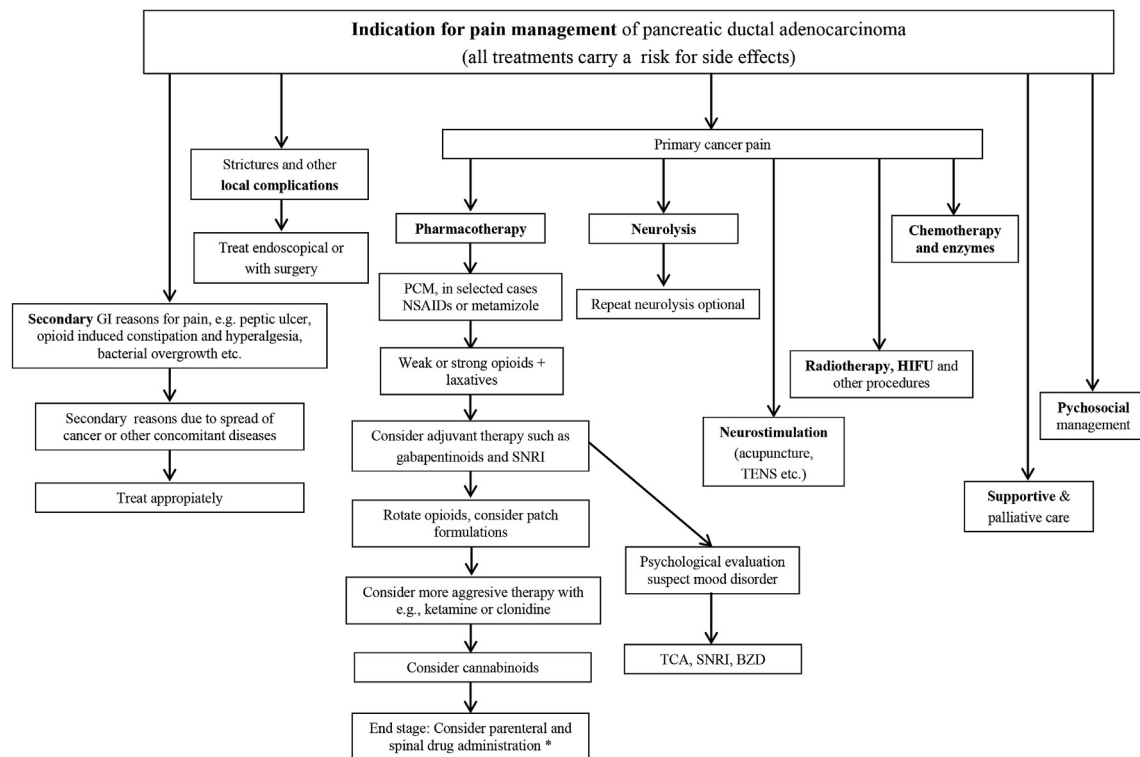 Indication for pain management of pancreatic ductal adenocarcinoma
(all treatments carry a risk for side effects)
Strictures and other
local complications
Treat endoscopical or
with surgery
Secondary GI reasons for pain, e.g. peptic ulcer,
opioid induced constipation and hyperalgesia,
bacterial overgrowth etc.
Secondary reasons due to spread of
cancer or other concomitant diseases
Treat appropiately
Primary cancer pain
Pharmacotherapy
PCM, in selected cases
NSAIDs or metamizole
Weak or strong opioids +
laxatives
Consider adjuvant therapy such as
gabapentinoids and SNRI
Rotate opioids, consider patch
formulations
Consider more aggresive therapy with
e.g., ketamine or clonidine
Consider cannabinoids
End stage: Consider parenteral and
spinal drug administration *
Psychological evaluation
suspect mood disorder
TCA, SNRI, BZD
Neurolysis
Repeat neurolysis optional
Neurostimulation
(acupuncture,
TENS etc.)
Radiotherapy, HIFU and
other procedures
Chemotherapy
and enzymes
Supportive &
palliative care
Pychosocial
management